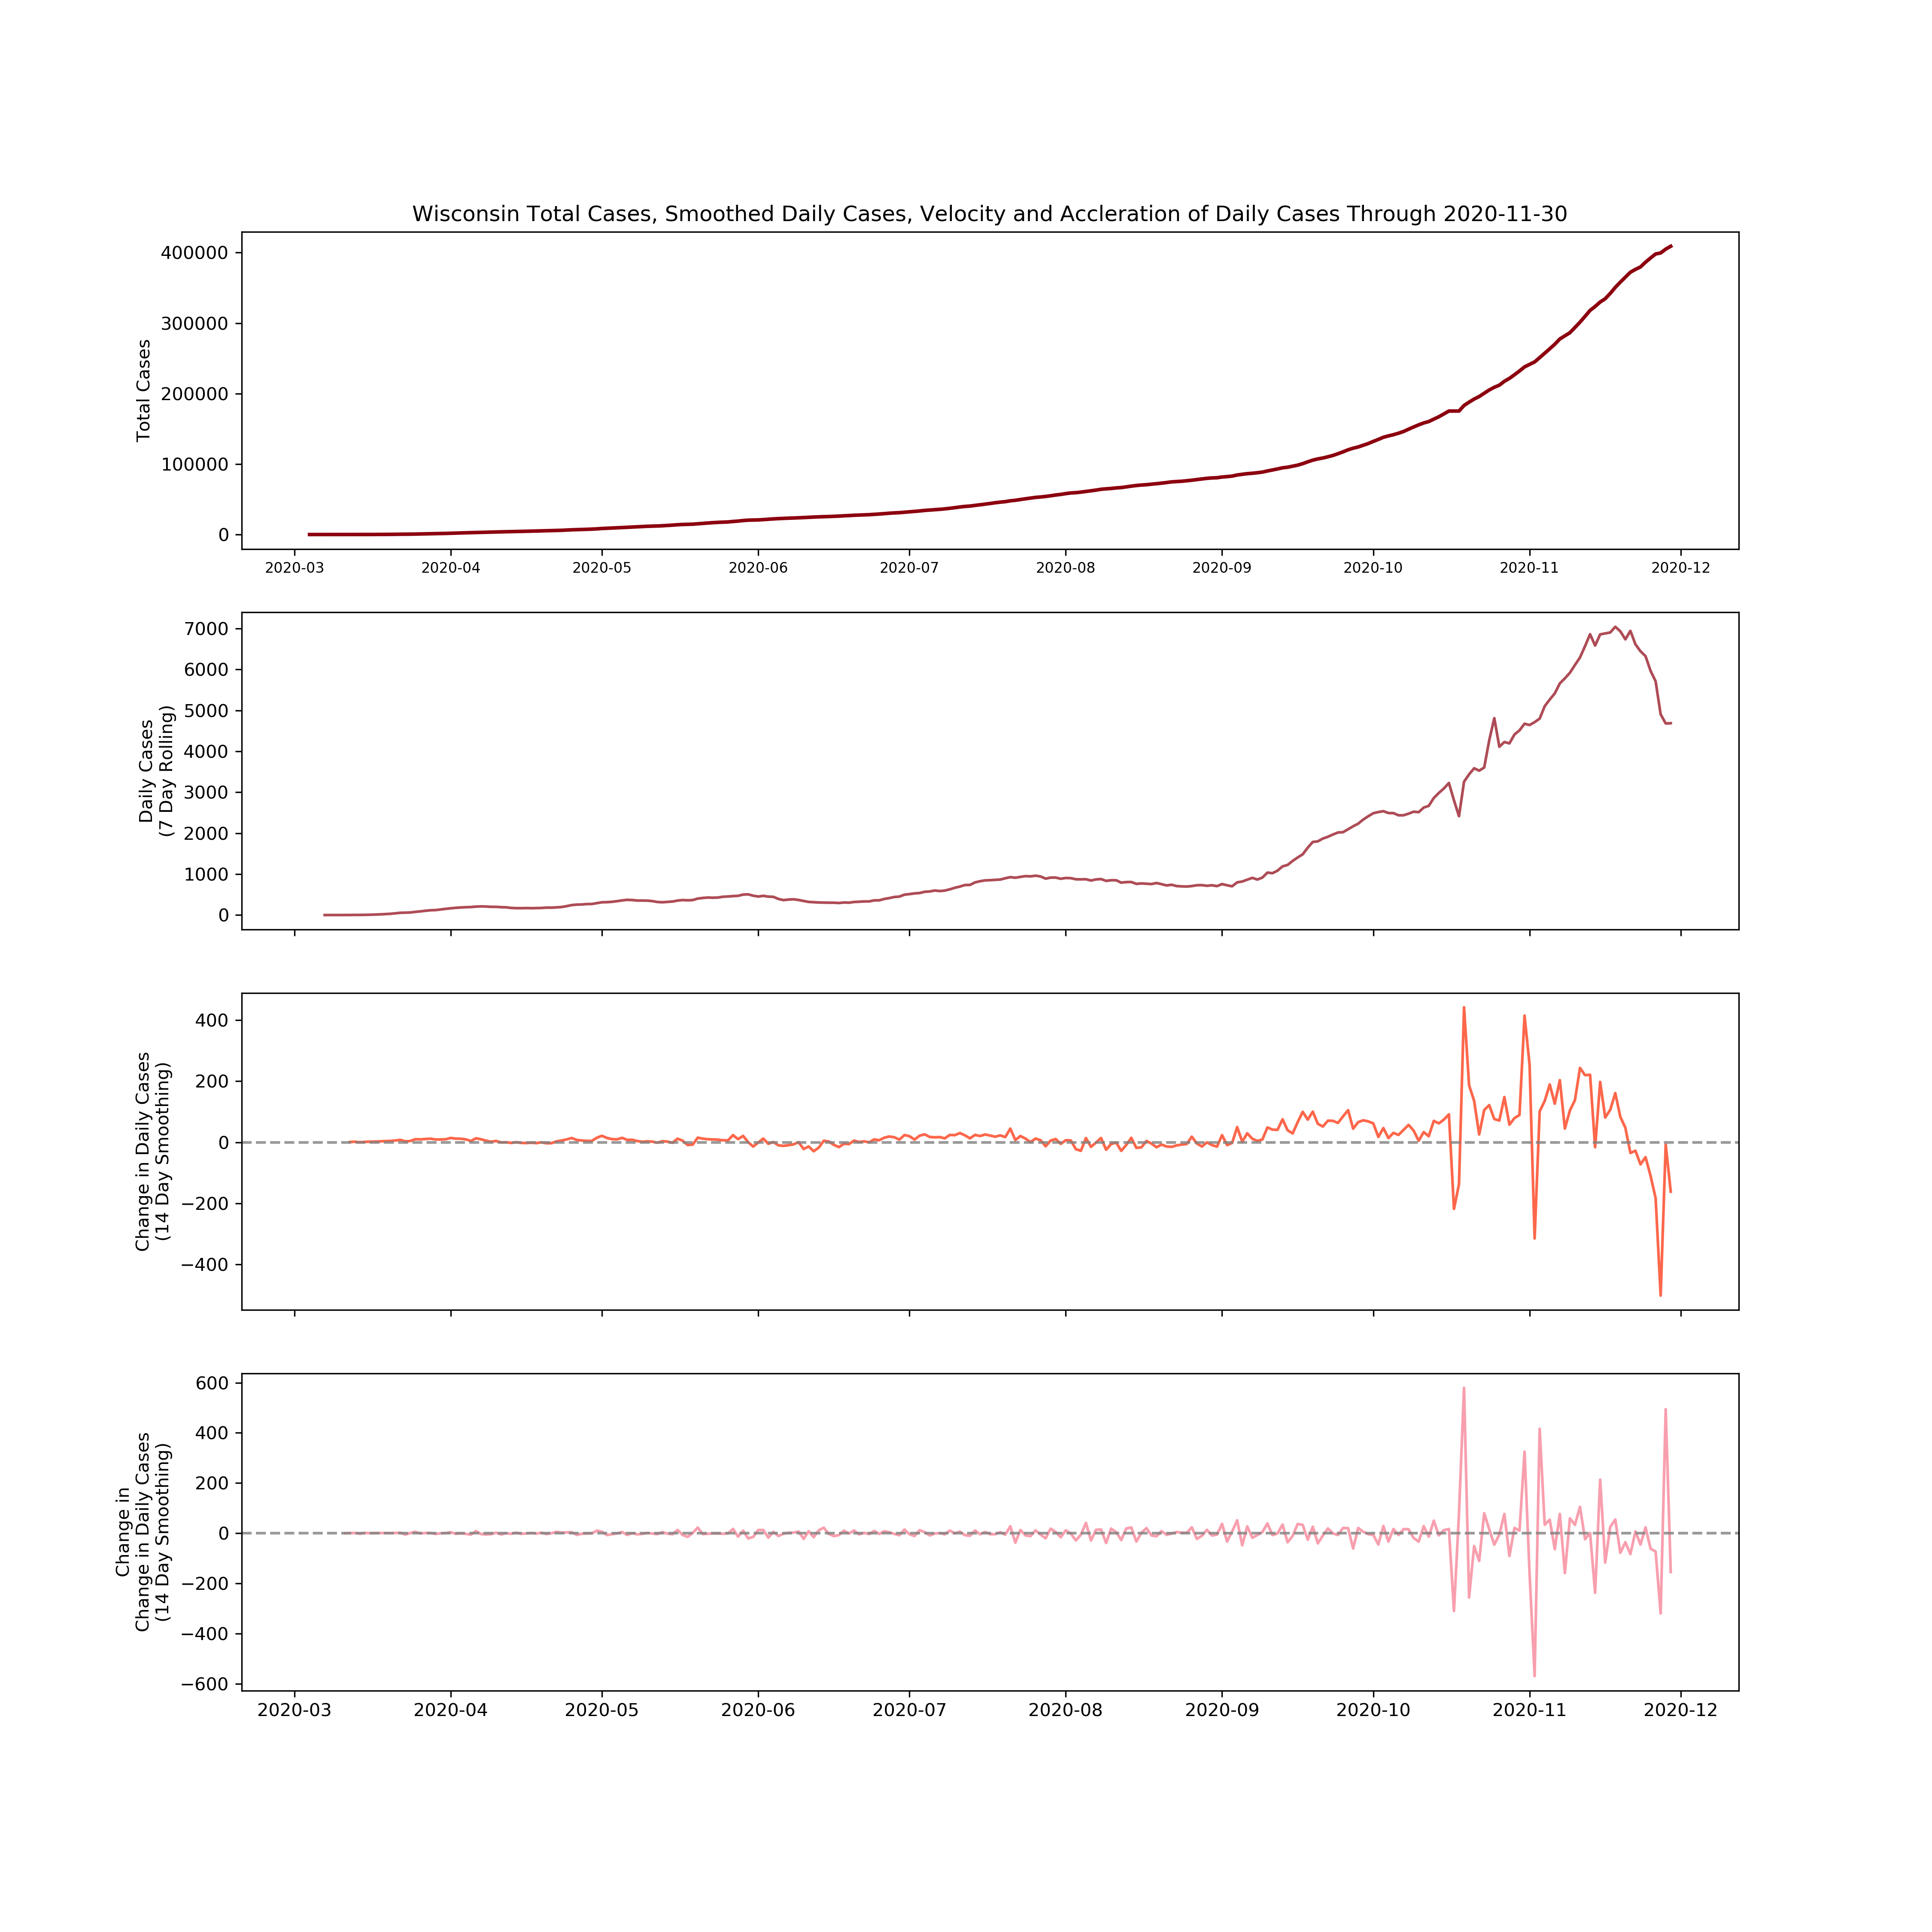 Wisconsin Total Cases, Smoothed Daily Cases, Velocity and Accleration of Daily Cases Through 2020-11-30
Total Cases
400000
300000
200000
100000
0
2020-03 2020-04 2020-05 2020-06 2020-07 2020-08 2020-09 2020-10 2020-11 2020-12
Daily Cases
(7 Day Rolling)
7000
6000
5000
4000
3000
2000
1000
0
Change in Daily Cases
(14 Day Smoothing)
400
200
0
−200
−400
Change in
Change in Daily Cases
(14 Day Smoothing)
600
400
200
0
−200
−400
−600
2020-03 2020-04 2020-05 2020-06 2020-07 2020-08 2020-09 2020-10 2020-11 2020-12